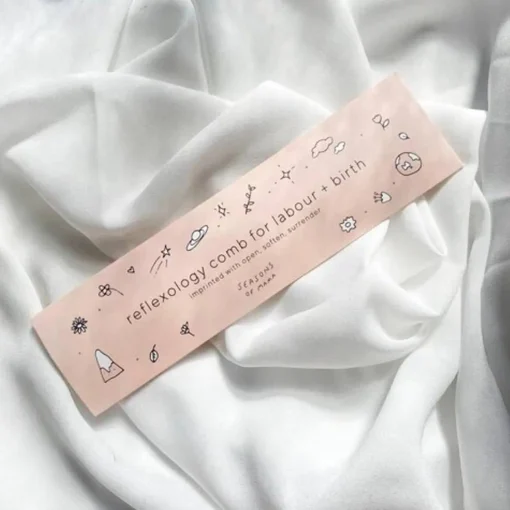 reflexology comb for labour + birth
imprinted with open, soften, surrender
SEASONS
OF MAMA